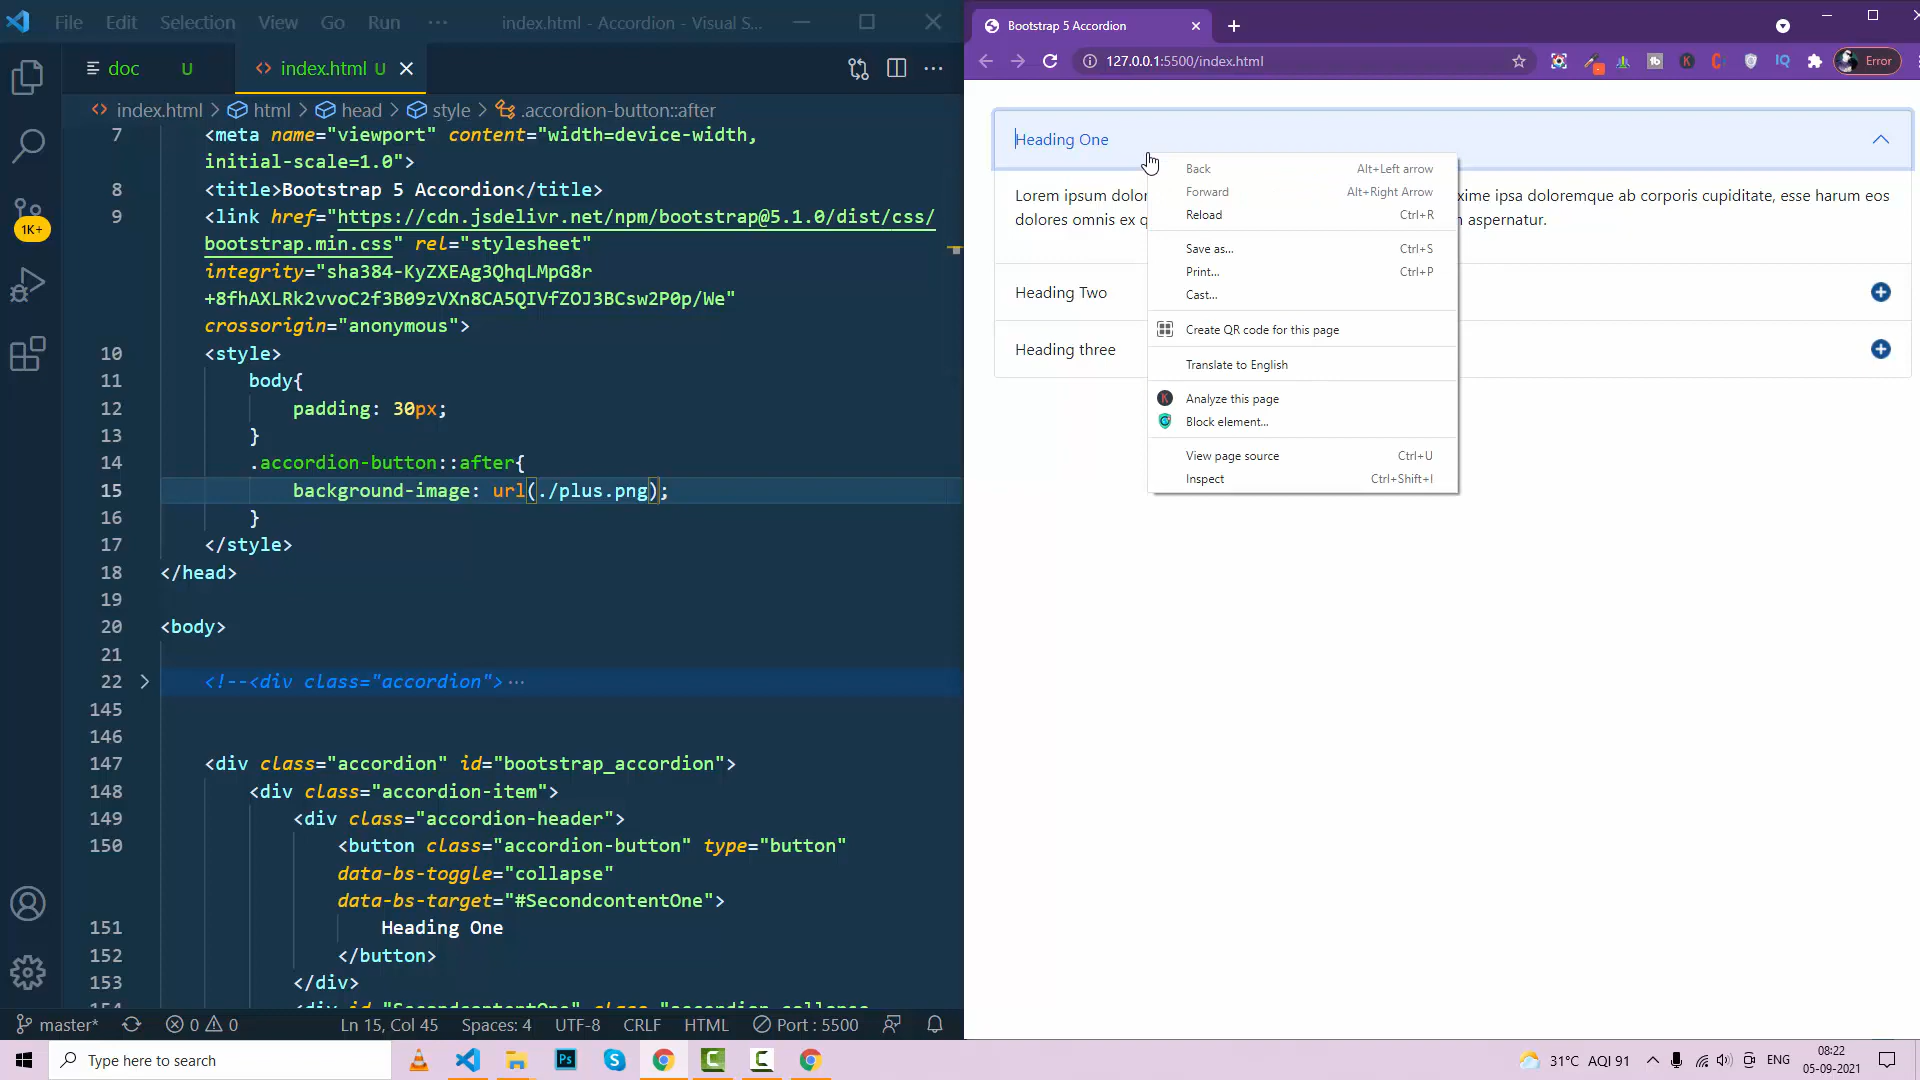 File Edit Selection View Go Run ··· index.html - Accordion - Visual S...
doc U index.html U
index.html > html > head > style > .accordion-button::after
7 <meta name="viewport" content="width=device-width,
initial-scale=1.0">
8 <title>Bootstrap 5 Accordion</title>
9 <link href="https://cdn.jsdelivr.net/npm/bootstrap@5.1.0/dist/css/
bootstrap.min.css" rel="stylesheet"
integrity="sha384-KyZXEAg3QhqLMpG8r
+8fhAXLRk2vvoC2f3B09zVXn8CA5QIVfZOJ3BCsw2P0p/We"
crossorigin="anonymous">
10 <style>
11 body{
12 padding: 30px;
13 }
14 .accordion-button::after{
15 background-image: url(./plus.png);
16 }
17 </style>
18 </head>
19
20 <body>
21
22 <!--<div class="accordion"> ···
145
146
147 <div class="accordion" id="bootstrap_accordion">
148 <div class="accordion-item">
149 <div class="accordion-header">
150 <button class="accordion-button" type="button"
data-bs-toggle="collapse"
data-bs-target="#SecondcontentOne">
151 Heading One
152 </button>
153 </div>
1K+
master* 0 0 Ln 15, Col 45 Spaces: 4 UTF-8 CRLF HTML Port : 5500
Bootstrap 5 Accordion
127.0.0.1:5500/index.html
IQ Error
Heading One
Lorem ipsum dolor xime ipsa doloremque ab corporis cupiditate, esse harum eos
dolores omnis ex q aspernatur.
Heading Two
Heading three
Back Alt+Left arrow
Forward Alt+Right Arrow
Reload Ctrl+R
Save as... Ctrl+S
Print... Ctrl+P
Cast...
Create QR code for this page
Translate to English
Analyze this page
Block element...
View page source Ctrl+U
Inspect Ctrl+Shift+I
Type here to search
Ps
31°C AQI 91 ENG
08:22
05-09-2021